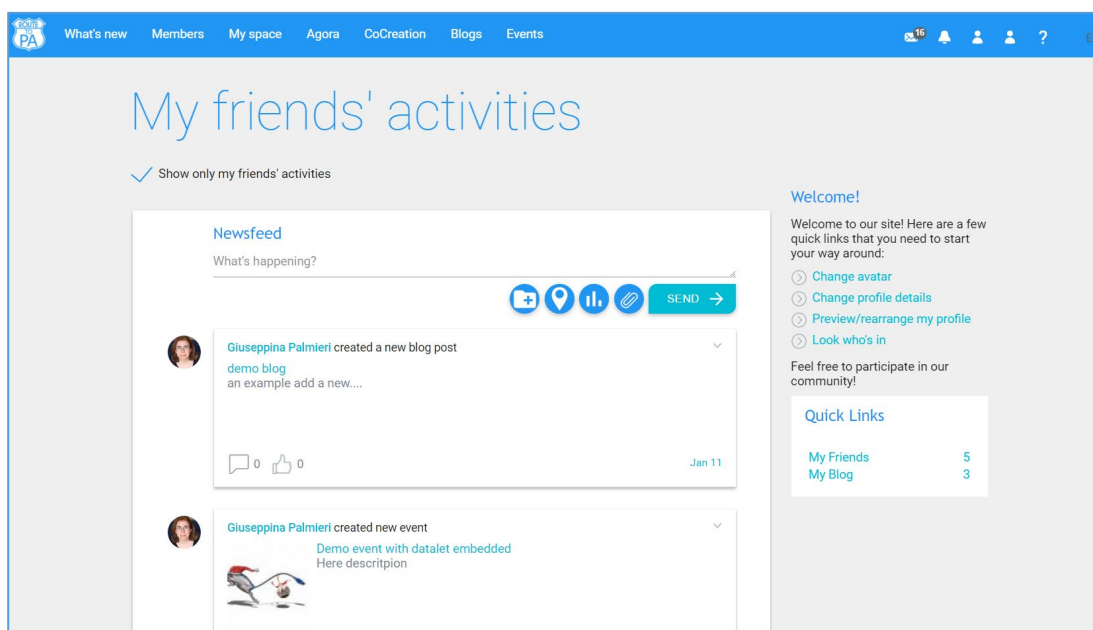 ROUTE
TO
PA
What's new Members My space Agora CoCreation Blogs Events
16
?
E
My friends' activities
Show only my friends' activities
Newsfeed
What's happening?
SEND
Giuseppina Palmieri created a new blog post
demo blog
an example add a new....
0 0
Jan 11
Giuseppina Palmieri created new event
Demo event with datalet embedded
Here descritpion
Welcome!
Welcome to our site! Here are a few
quick links that you need to start
your way around:
Change avatar
Change profile details
Preview/rearrange my profile
Look who's in
Feel free to participate in our
community!
Quick Links
My Friends 5
My Blog 3